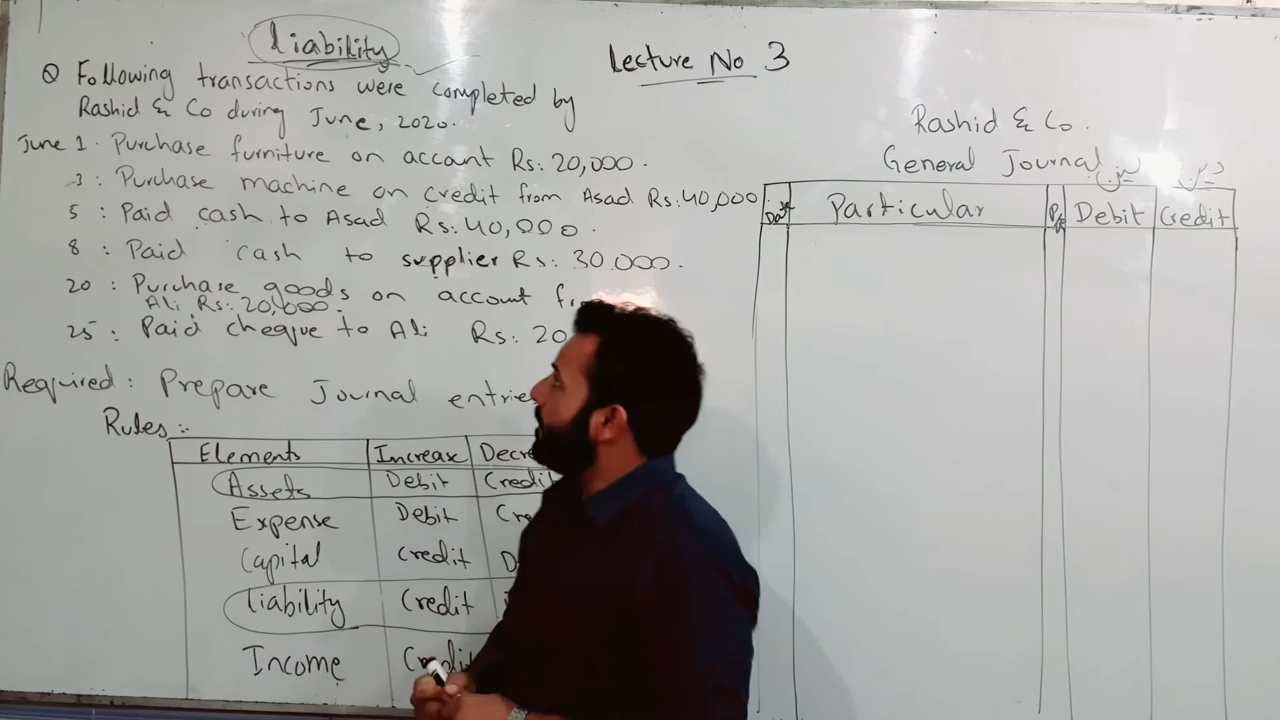 Liability
Lecture No 3
Q Following transactions were completed by
Rashid & Co during June, 2020.
June 1. Purchase furniture on account Rs: 20,000.
3: Purchase machine on credit from Asad Rs: 40,000
5: Paid cash to Asad Rs: 40,000.
8: Paid cash to supplier Rs: 30.000.
20: Purchase goods on account
Ali Rs: 20,000.
25: Paid cheque to Ali Rs: 20
Required: Prepare Journal
Rules:
Elements Increase
Assets Debit Credit
Expense Debit
Capital Credit
Liability Credit
Income
Rashid & Co.
General Journal
Date Particular Debit Credit